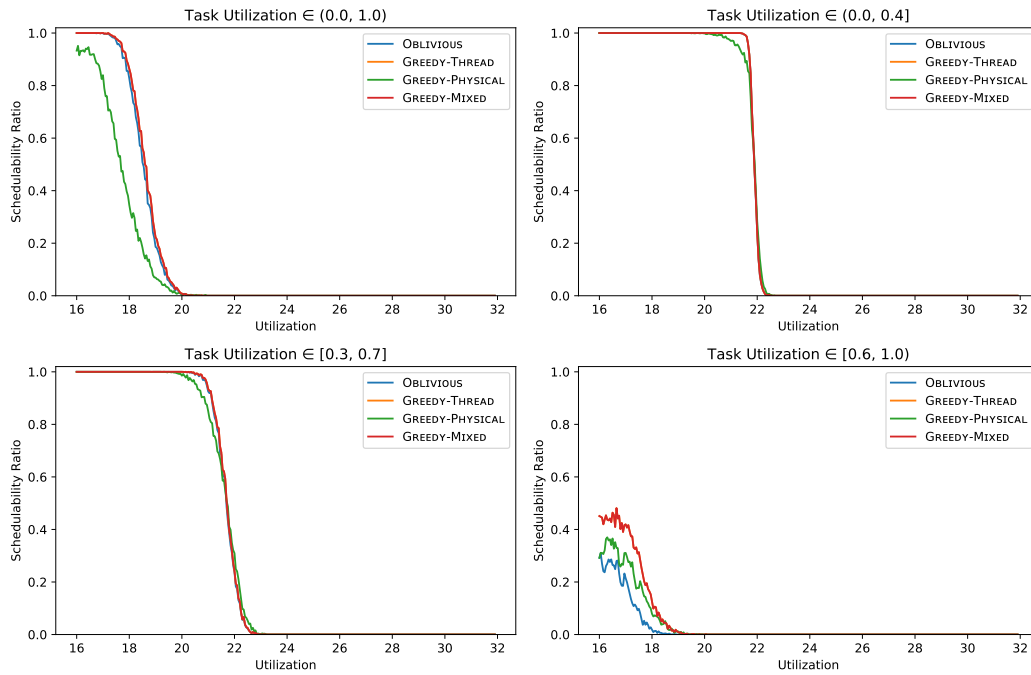 Task Utilization ∈ (0.0, 1.0)
1.0
0.8
0.6
0.4
0.2
0.0
Schedulability Ratio
Oblivious
Greedy-Thread
Greedy-Physical
Greedy-Mixed
16 18 20 22 24 26 28 30 32
Utilization
Task Utilization ∈ (0.0, 0.4]
1.0
0.8
0.6
0.4
0.2
0.0
Schedulability Ratio
Oblivious
Greedy-Thread
Greedy-Physical
Greedy-Mixed
16 18 20 22 24 26 28 30 32
Utilization
Task Utilization ∈ [0.3, 0.7]
1.0
0.8
0.6
0.4
0.2
0.0
Schedulability Ratio
Oblivious
Greedy-Thread
Greedy-Physical
Greedy-Mixed
16 18 20 22 24 26 28 30 32
Utilization
Task Utilization ∈ [0.6, 1.0)
1.0
0.8
0.6
0.4
0.2
0.0
Schedulability Ratio
Oblivious
Greedy-Thread
Greedy-Physical
Greedy-Mixed
16 18 20 22 24 26 28 30 32
Utilization